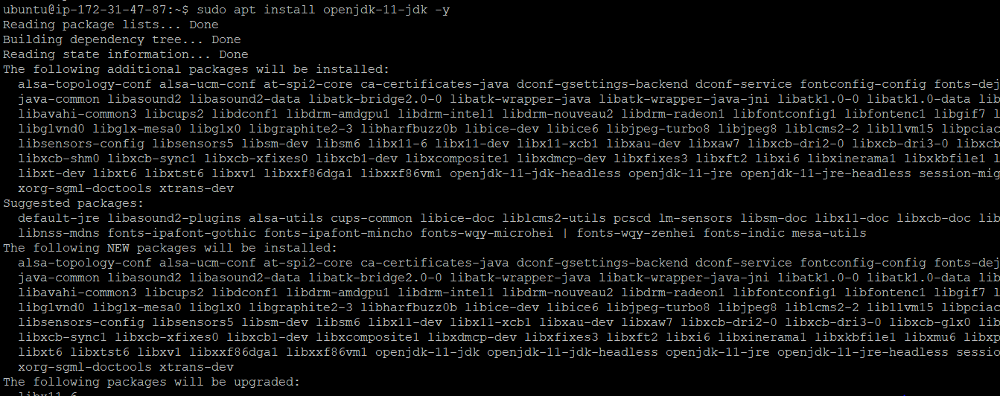 ubuntu@ip-172-31-47-87:~$ sudo apt install openjdk-11-jdk -y
Reading package lists... Done
Building dependency tree... Done
Reading state information... Done
The following additional packages will be installed:
  alsa-topology-conf alsa-ucm-conf at-spi2-core ca-certificates-java dconf-gsettings-backend dconf-service fontconfig-config fonts-dej
  java-common libasound2 libasound2-data libatk-bridge2.0-0 libatk-wrapper-java libatk-wrapper-java-jni libatk1.0-0 libatk1.0-data lib
  libavahi-common3 libcups2 libdconf1 libdrm-amdgpu1 libdrm-intel1 libdrm-nouveau2 libdrm-radeon1 libfontconfig1 libfontenc1 libgif7 l
  libglvnd0 libglx-mesa0 libglx0 libgraphite2-3 libharfbuzz0b libice-dev libice6 libjpeg-turbo8 libjpeg8 liblcms2-2 libllvm15 libpciac
  libsensors-config libsensors5 libsm-dev libsm6 libx11-6 libx11-dev libx11-xcb1 libxau-dev libxaw7 libxcb-dri2-0 libxcb-dri3-0 libxcb
  libxcb-shm0 libxcb-sync1 libxcb-xfixes0 libxcb1-dev libxcomposite1 libxdmcp-dev libxfixes3 libxft2 libxi6 libxinerama1 libxkbfile1 l
  libxt-dev libxt6 libxtst6 libxv1 libxxf86dga1 libxxf86vm1 openjdk-11-jdk-headless openjdk-11-jre openjdk-11-jre-headless session-mig
  xorg-sgml-doctools xtrans-dev
Suggested packages:
  default-jre libasound2-plugins alsa-utils cups-common libice-doc liblcms2-utils pcscd lm-sensors libsm-doc libx11-doc libxcb-doc lib
  libnss-mdns fonts-ipafont-gothic fonts-ipafont-mincho fonts-wqy-microhei | fonts-wqy-zenhei fonts-indic mesa-utils
The following NEW packages will be installed:
  alsa-topology-conf alsa-ucm-conf at-spi2-core ca-certificates-java dconf-gsettings-backend dconf-service fontconfig-config fonts-dej
  java-common libasound2 libasound2-data libatk-bridge2.0-0 libatk-wrapper-java libatk-wrapper-java-jni libatk1.0-0 libatk1.0-data lib
  libavahi-common3 libcups2 libdconf1 libdrm-amdgpu1 libdrm-intel1 libdrm-nouveau2 libdrm-radeon1 libfontconfig1 libfontenc1 libgif7 l
  libglvnd0 libglx-mesa0 libglx0 libgraphite2-3 libharfbuzz0b libice-dev libice6 libjpeg-turbo8 libjpeg8 liblcms2-2 libllvm15 libpciac
  libsensors-config libsensors5 libsm-dev libsm6 libx11-dev libx11-xcb1 libxau-dev libxaw7 libxcb-dri2-0 libxcb-dri3-0 libxcb-glx0 lib
  libxcb-sync1 libxcb-xfixes0 libxcb1-dev libxcomposite1 libxdmcp-dev libxfixes3 libxft2 libxi6 libxinerama1 libxkbfile1 libxmu6 libxp
  libxt6 libxtst6 libxv1 libxxf86dga1 libxxf86vm1 openjdk-11-jdk openjdk-11-jdk-headless openjdk-11-jre openjdk-11-jre-headless sessio
  xorg-sgml-doctools xtrans-dev
The following packages will be upgraded:
  libx11-6